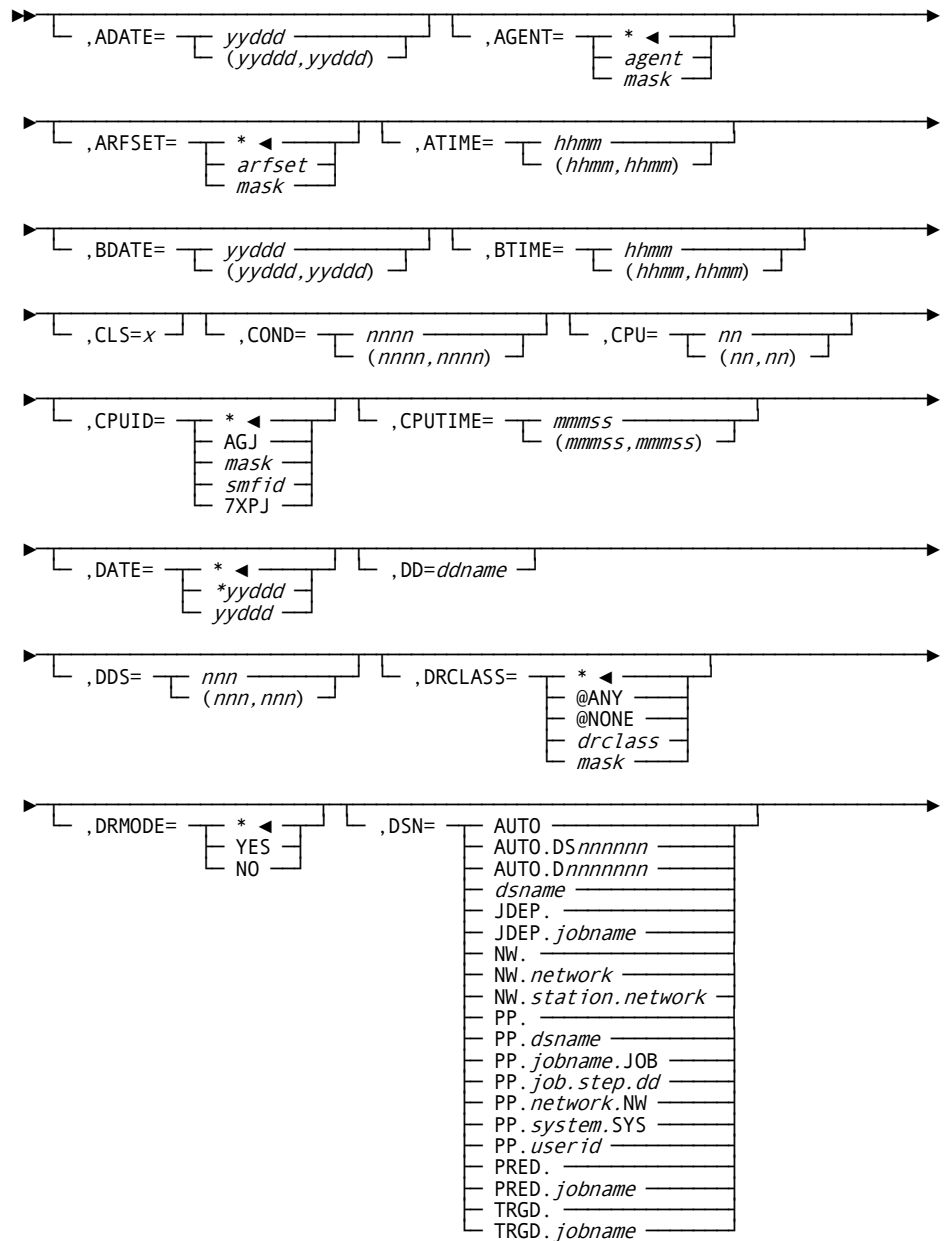 ,ADATE= yyddd ,AGENT= *
(yyddd,yyddd) agent
mask
,ARFSET= * ,ATIME= hhmm
arfset (hhmm,hhmm)
mask
,BDATE= yyddd ,BTIME= hhmm
(yyddd,yyddd) (hhmm,hhmm)
,CLS=x ,COND= nnnn ,CPU= nn
(nnnn,nnnn) (nn,nn)
,CPUID= * ,CPUTIME= mmmss
AGJ (mmmss,mmmss)
mask
smfid
7XPJ
,DATE= * ,DD=ddname
*yyddd
yyddd
,DDS= nnn ,DRCLASS= *
(nnn,nnn) @ANY
@NONE
drclass
mask
,DRMODE= * ,DSN= AUTO
YES AUTO.DSnnnnnn
NO AUTO.Dnnnnnnn
dsname
JDEP.
JDEP.jobname
NW.
NW.network
NW.station.network
PP.
PP.dsname
PP.jobname.JOB
PP.job.step.dd
PP.network.NW
PP.system.SYS
PP.userid
PRED.
PRED.jobname
TRGD.
TRGD.jobname